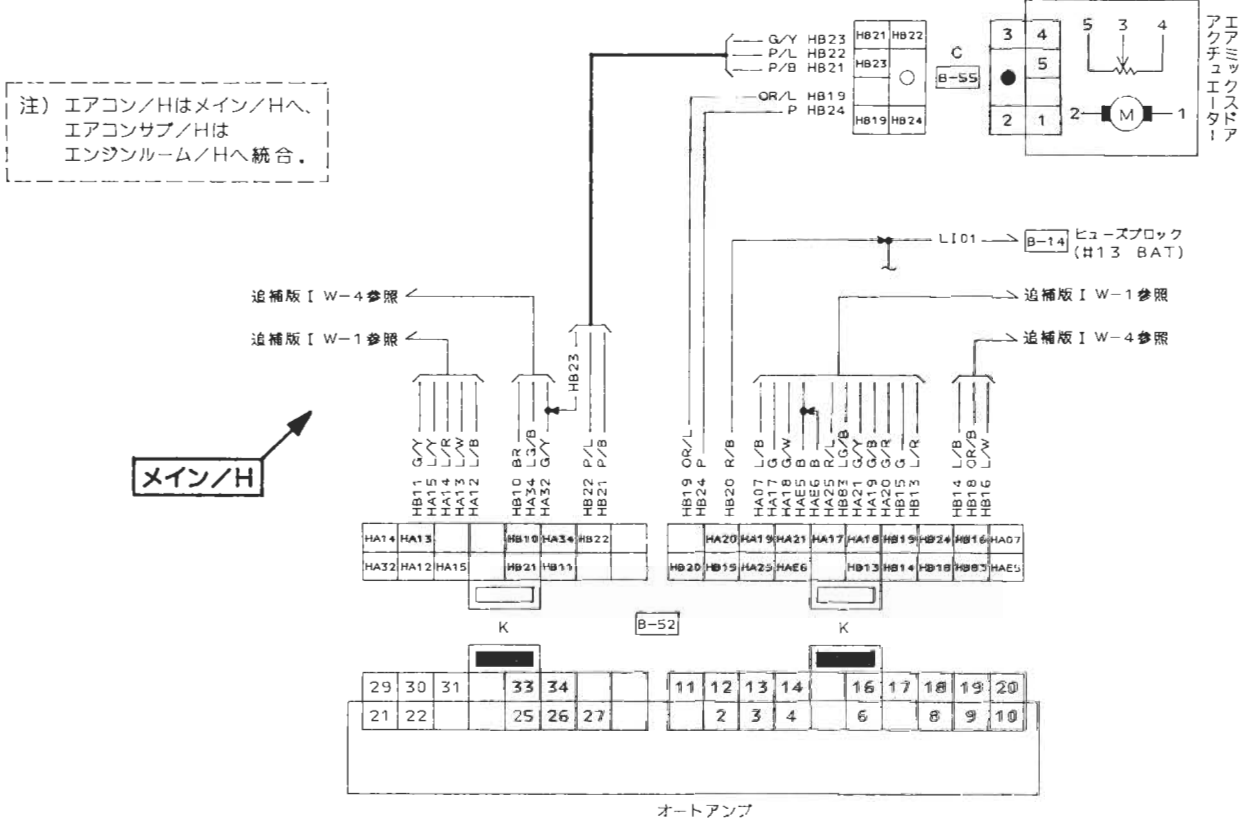 注) エアコン/Hはメイン/Hへ、
エアコンサブ/Hは
エンジンルーム/Hへ統合.
メイン/H
G/Y HB23
P/L HB22
P/B HB21
OR/L HB19
P HB24
HB21 HB22
HB23
HB19 HB24
C
B-55
3 4
5
2 1
5 3 4
2 M 1
エアミックスドア
アクチュエーター
LI01
B-14
ヒューズブロック
(#13 BAT)
追補版I W-4参照
追補版I W-1参照
追補版I W-1参照
追補版I W-4参照
HB23
HB11 G/Y
HA15 L/Y
HA14 L/R
HA13 L/W
HA12 L/B
HB10 BR
HA34 LG/B
HA32 G/Y
HB22 P/L
HB21 P/B
HB19 OR/L
HB24 P
HB20 R/B
HA07 L/B
HA17 G
HA18 G/W
HAE5 B
HAE6 B
HA25 R/L
HB83 LG/B
HA21 G/Y
HA19 G/B
HA20 G/R
HB15 G
HB13 L/R
HB14 L/B
HB18 OR/B
HB16 L/W
HA14 HA13 HB10 HA34 HB22
HA32 HA12 HA15 HB21 HB11
HA20 HA19 HA21 HA17 HA18 HB19 HB24 HB16 HA07
HB20 HB15 HA25 HAE6 HB13 HB14 HB18 HB83 HAE5
K
B-52
K
29 30 31 33 34
21 22 25 26 27
11 12 13 14 16 17 18 19 20
2 3 4 6 8 9 10
オートアンプ